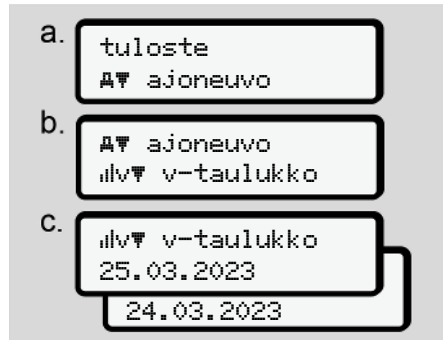 a.
tuloste
ajoneuvo
b.
ajoneuvo
v▼ v-taulukko
c.
v▼ v-taulukko
25.03.2023
24.03.2023